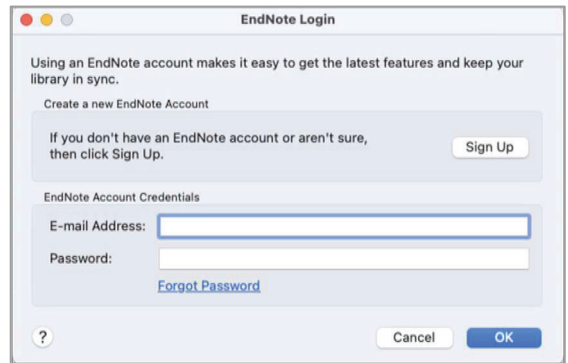 EndNote Login
Using an EndNote account makes it easy to get the latest features and keep your
library in sync.
Create a new EndNote Account
If you don't have an EndNote account or aren't sure,
then click Sign Up.
Sign Up
EndNote Account Credentials
E-mail Address:
Password:
Forgot Password
?
Cancel
OK